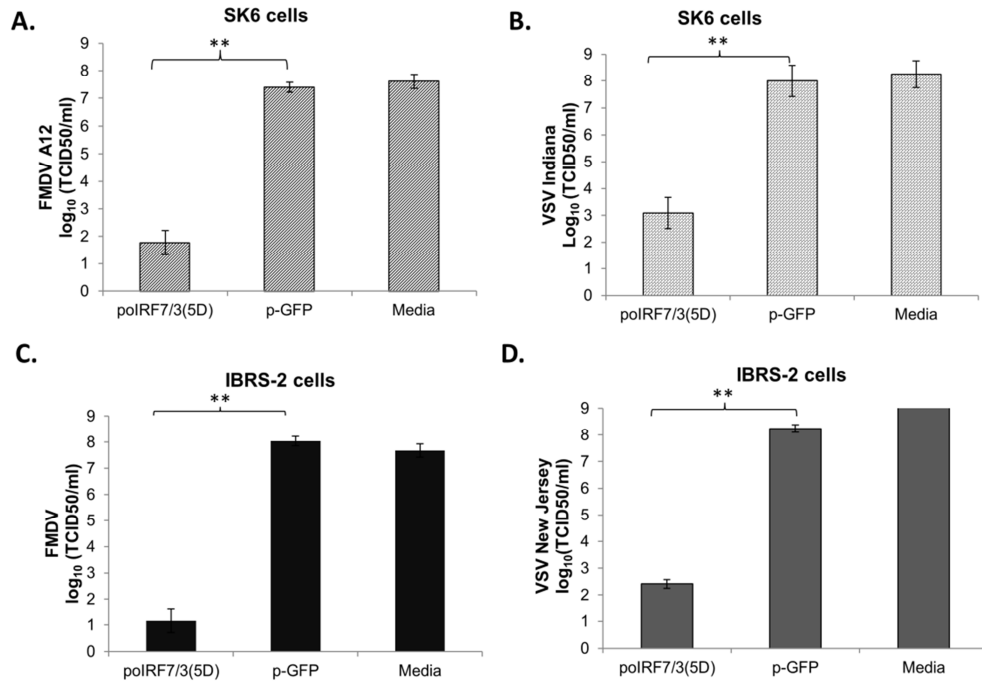 A.
SK6 cells
**
FMDV A12
log10 (TCID50/ml)
9
8
7
6
5
4
3
2
1
0
poIRF7/3(5D)
p-GFP
Media
B.
SK6 cells
**
VSV Indiana
Log10 (TCID50/ml)
9
8
7
6
5
4
3
2
1
0
poIRF7/3(5D)
p-GFP
Media
C.
IBRS-2 cells
**
FMDV
log10 (TCID50/ml)
9
8
7
6
5
4
3
2
1
0
poIRF7/3(5D)
p-GFP
Media
D.
IBRS-2 cells
**
VSV New Jersey
log10(TCID50/ml)
9
8
7
6
5
4
3
2
1
0
poIRF7/3(5D)
p-GFP
Media